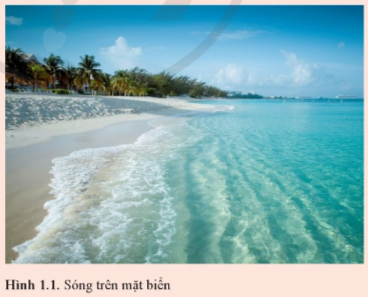 Hình 1.1. Sóng trên mặt biển